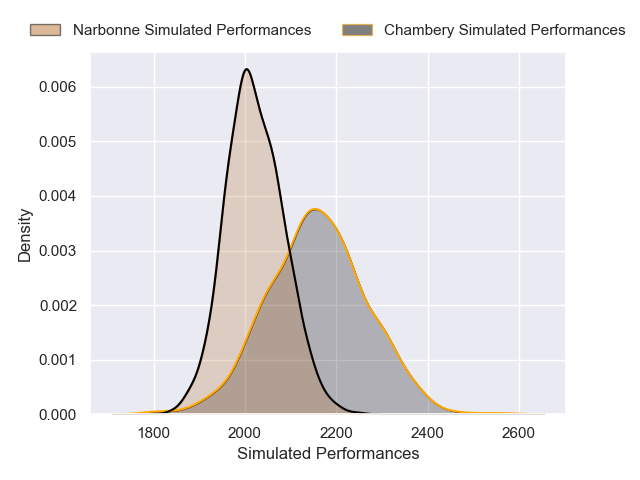 Narbonne Simulated Performances Chambery Simulated Performances
0.006
0.005
0.004
0.003
0.002
0.001
0.000
Density
1800 2000 2200 2400 2600
Simulated Performances